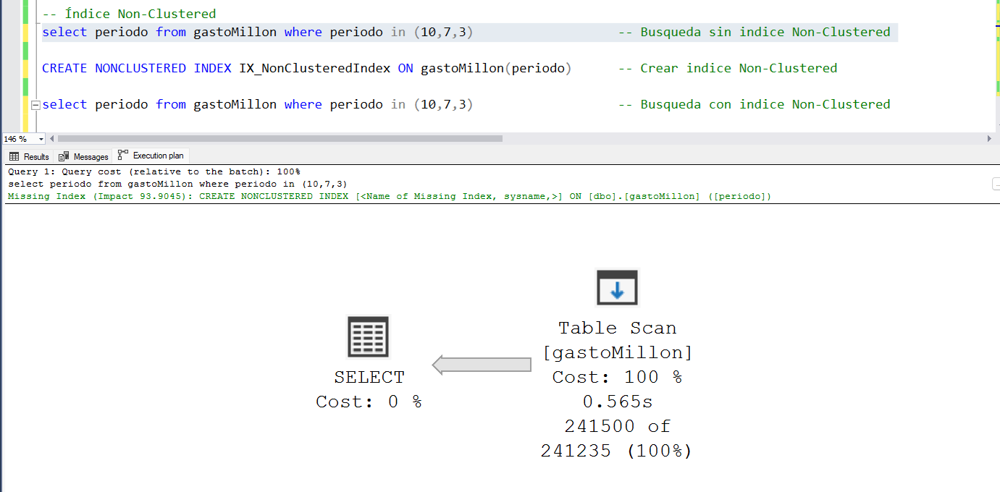 -- Índice Non-Clustered
select periodo from gastoMillon where periodo in (10,7,3) -- Busqueda sin indice Non-Clustered
CREATE NONCLUSTERED INDEX IX_NonClusteredIndex ON gastoMillon(periodo) -- Crear indice Non-Clustered
select periodo from gastoMillon where periodo in (10,7,3) -- Busqueda con indice Non-Clustered
146 %
Results Messages Execution plan
Query 1: Query cost (relative to the batch): 100%
select periodo from gastoMillon where periodo in (10,7,3)
Missing Index (Impact 93.9045): CREATE NONCLUSTERED INDEX [<Name of Missing Index, sysname,>] ON [dbo].[gastoMillon] ([periodo])
SELECT
Cost: 0 %
Table Scan
[gastoMillon]
Cost: 100 %
0.565s
241500 of
241235 (100%)